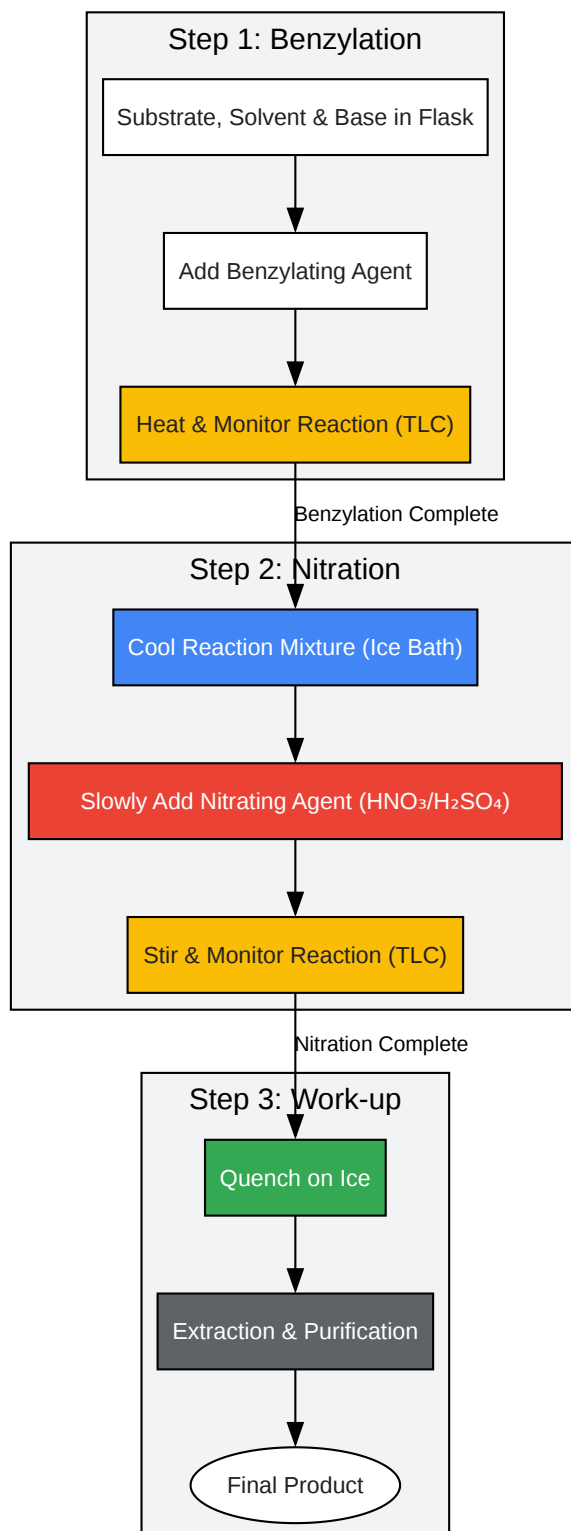 Step 1: Benzylation
Substrate, Solvent & Base in Flask
Add Benzylating Agent
Heat & Monitor Reaction (TLC)
Benzylation Complete
Step 2: Nitration
Cool Reaction Mixture (Ice Bath)
Slowly Add Nitrating Agent (HNO₃/H₂SO₄)
Stir & Monitor Reaction (TLC)
Nitration Complete
Step 3: Work-up
Quench on Ice
Extraction & Purification
Final Product